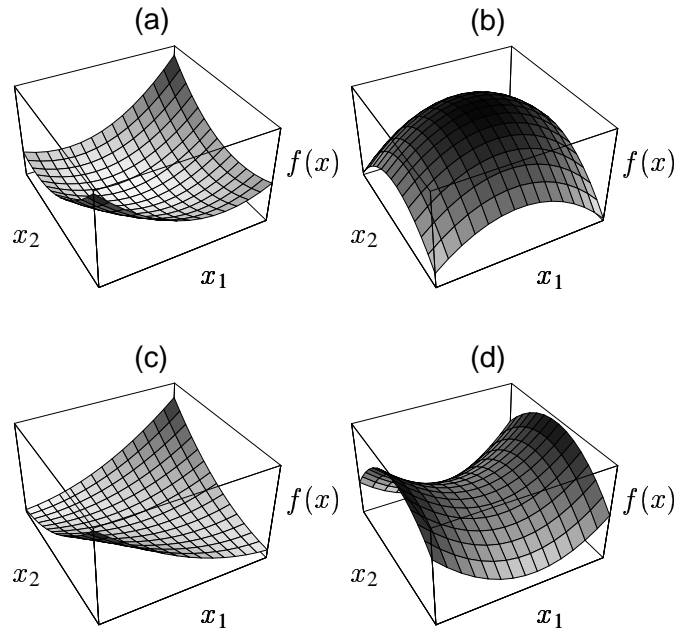 (a)
f(x)
x₂
x₁
(b)
f(x)
x₂
x₁
(c)
f(x)
x₂
x₁
(d)
f(x)
x₂
x₁